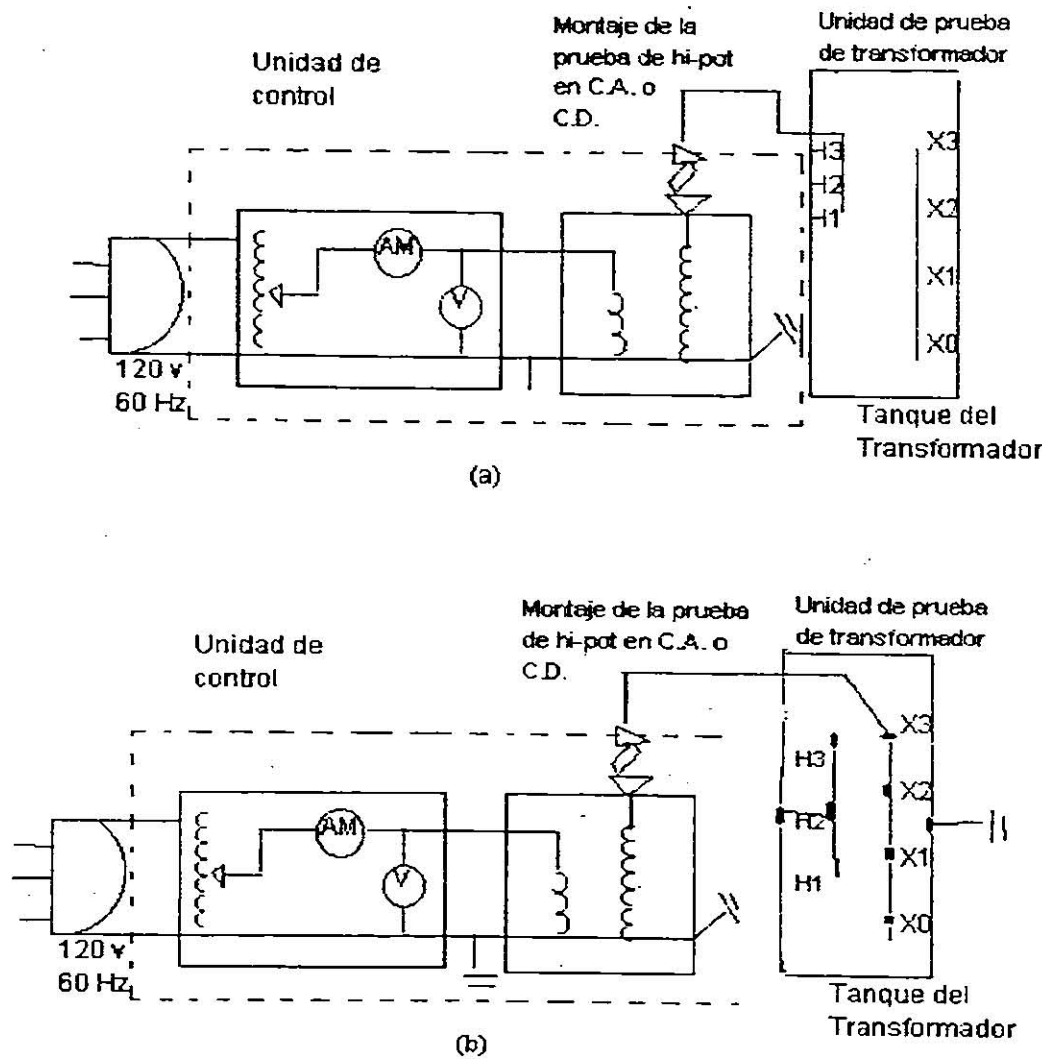 Unidad de
control
Montaje de la
prueba de hi-pot
en C.A. o
C.D.
Unidad de prueba
de transformador
H3
H2
H1
X3
X2
X1
X0
AM
V
120 v
60 Hz
Tanque del
Transformador
(a)
Unidad de
control
Montaje de la prueba
de hi-pot en C.A. o
C.D.
Unidad de prueba
de transformador
H3
H2
H1
X3
X2
X1
X0
AM
V
120 v
60 Hz
Tanque del
Transformador
(b)